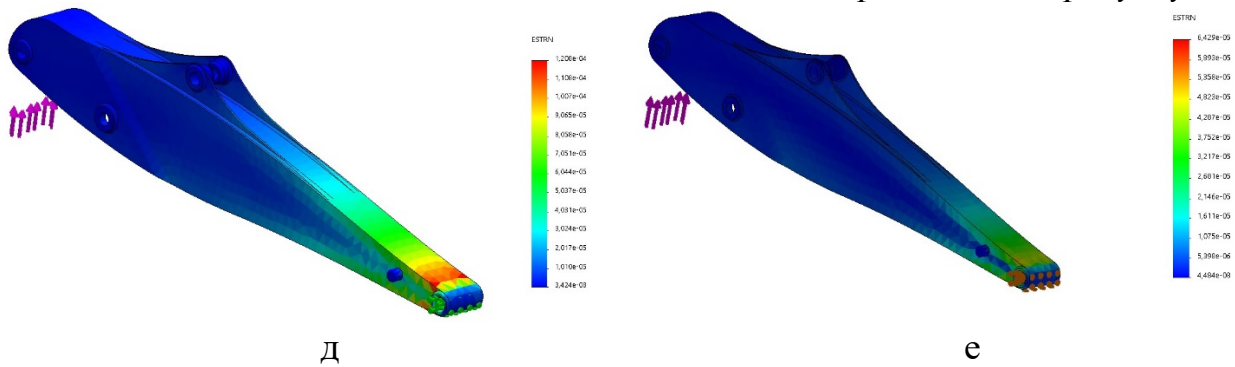 ESTRN
1,208e-04
1,108e-04
1,007e-04
9,065e-05
8,058e-05
7,051e-05
6,044e-05
5,037e-05
4,031e-05
3,024e-05
2,017e-05
1,010e-05
3,424e-08
ESTRN
6,429e-05
5,893e-05
5,358e-05
4,822e-05
4,287e-05
3,752e-05
3,217e-05
2,681e-05
2,146e-05
1,611e-05
1,075e-05
5,398e-06
4,484e-08
д
е